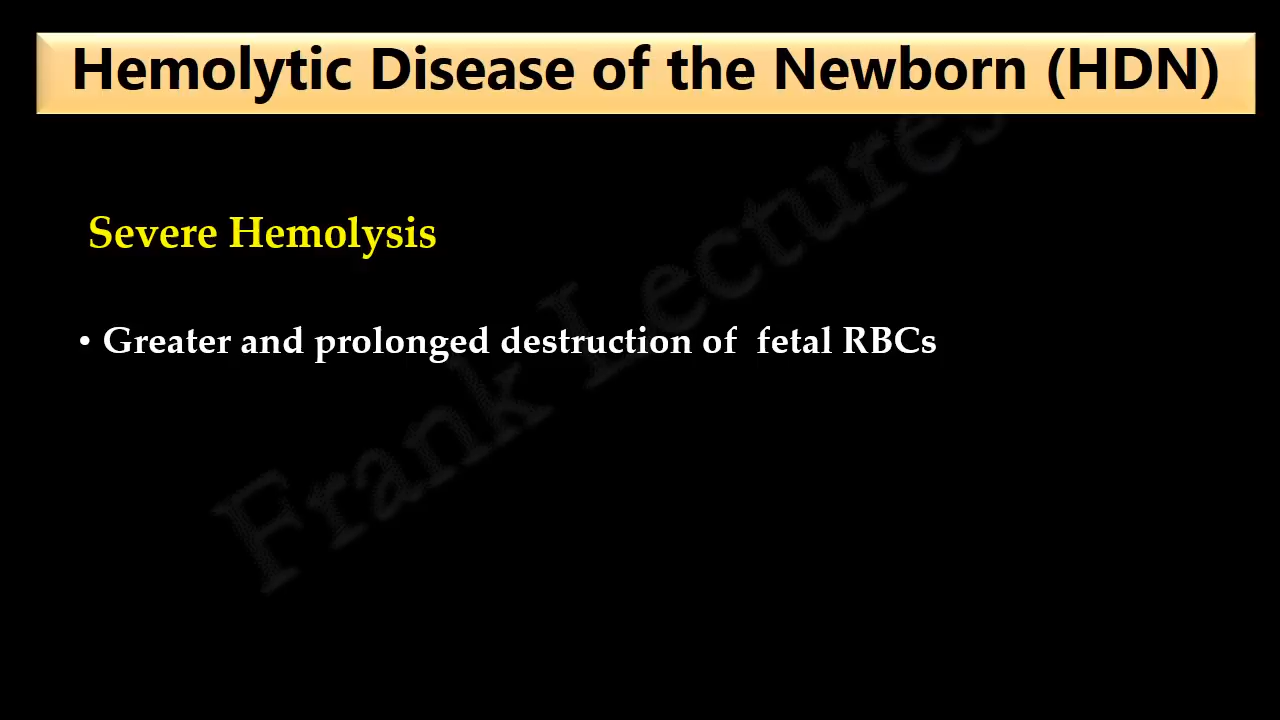 Hemolytic Disease of the Newborn (HDN)
Severe Hemolysis
• Greater and prolonged destruction of fetal RBCs
Frank Lectures